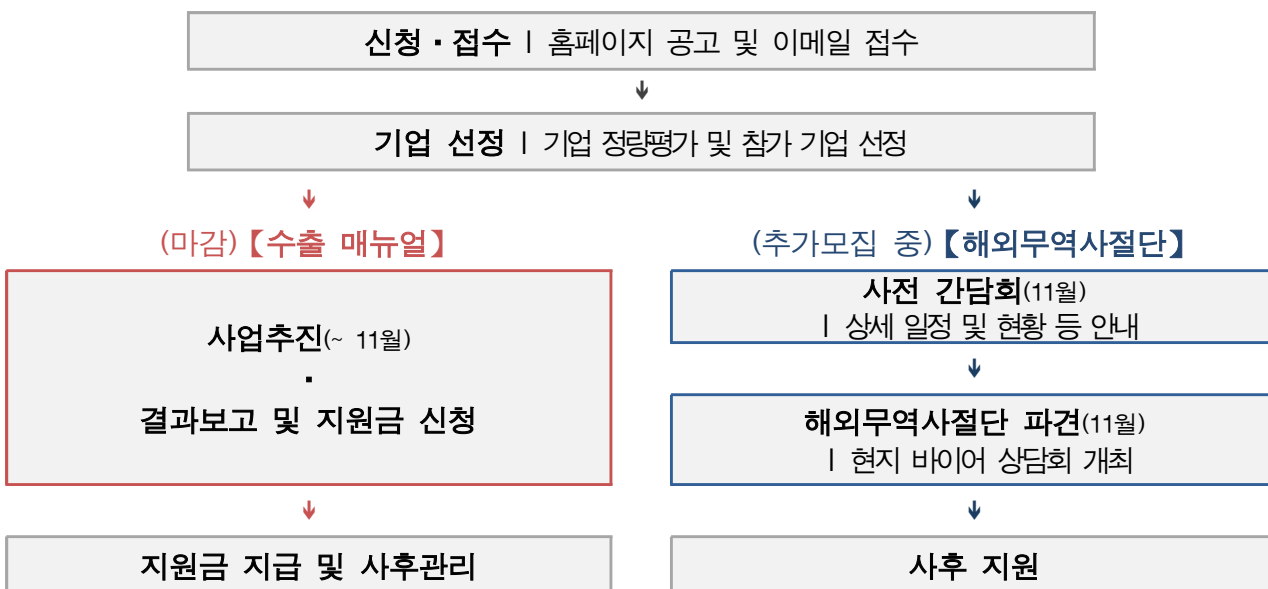 신청·접수 | 홈페이지 공고 및 이메일 접수
기업 선정 | 기업 정량평가 및 참가 기업 선정
(마감)【수출 매뉴얼】
사업추진(~ 11월)
·
결과보고 및 지원금 신청
지원금 지급 및 사후관리
(추가모집 중)【해외무역사절단】
사전 간담회(11월)
| 상세 일정 및 현황 등 안내
해외무역사절단 파견(11월)
| 현지 바이어 상담회 개최
사후 지원